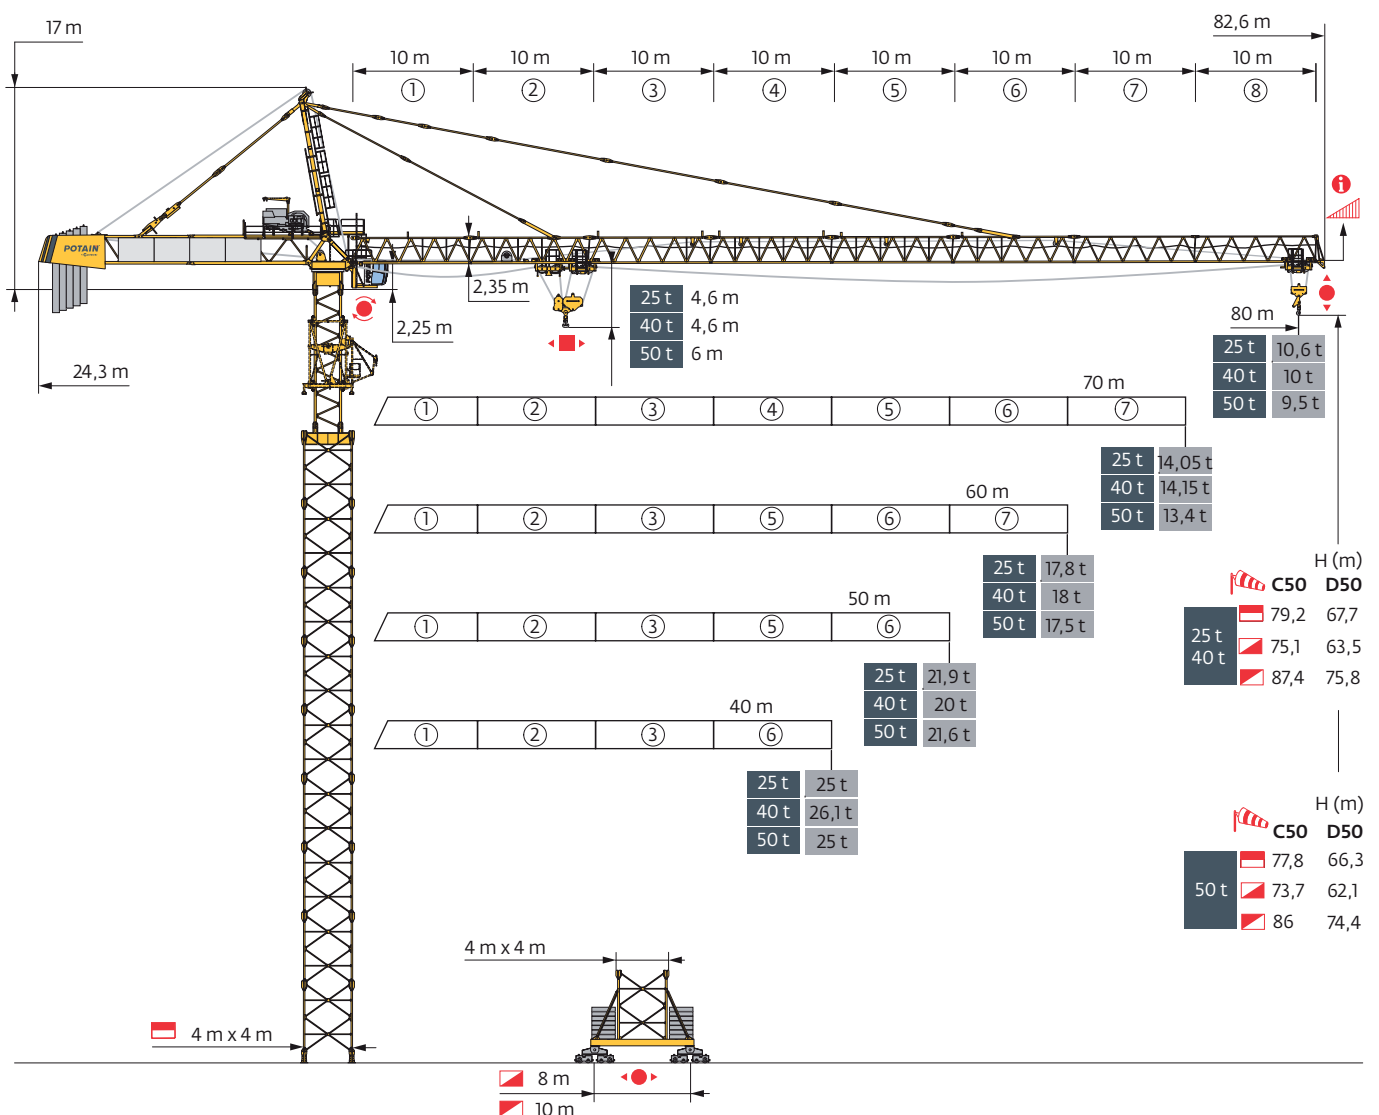 17 m
82,6 m
10 m 10 m 10 m 10 m 10 m 10 m 10 m 10 m
① ② ③ ④ ⑤ ⑥ ⑦ ⑧
i
POTAIN
2,35 m
2,25 m
25 t 4,6 m
40 t 4,6 m
50 t 6 m
24,3 m
80 m
25 t 10,6 t
40 t 10 t
50 t 9,5 t
70 m
① ② ③ ④ ⑤ ⑥ ⑦
25 t 14,05 t
40 t 14,15 t
50 t 13,4 t
60 m
① ② ③ ⑤ ⑥ ⑦
25 t 17,8 t
40 t 18 t
50 t 17,5 t
50 m
① ② ③ ⑤ ⑥
25 t 21,9 t
40 t 20 t
50 t 21,6 t
40 m
① ② ③ ⑥
25 t 25 t
40 t 26,1 t
50 t 25 t
H (m)
C50 D50
25 t
40 t
79,2 67,7
75,1 63,5
87,4 75,8
H (m)
C50 D50
50 t
77,8 66,3
73,7 62,1
86 74,4
4 m x 4 m
4 m x 4 m
8 m
10 m